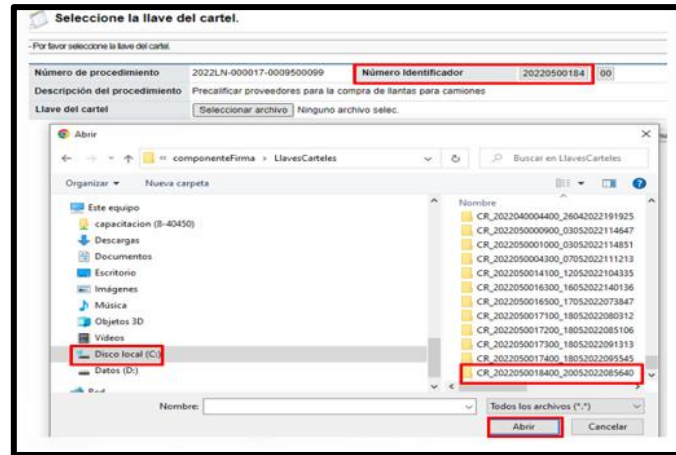 Seleccione la llave del cartel.
- Por favor seleccione la llave del cartel.
Número de procedimiento 2022LN-000017-0009500099 Número Identificador 20220500184 00
Descripción del procedimiento Precalificar proveedores para la compra de llantas para camiones
Llave del cartel Seleccionar archivo Ninguno archivo selec.
Abrir
« componenteFirma > LlavesCarteles Buscar en LlavesCarteles
Organizar Nueva carpeta
Este equipo
capacitacion (8-40450)
Descargas
Documentos
Escritorio
Imágenes
Música
Objetos 3D
Vídeos
Disco local (C:)
Datos (D:)
Red
Nombre
CR_2022040004400_26042022191925
CR_2022050000900_03052022114647
CR_2022050001000_03052022114851
CR_2022050004300_07052022111213
CR_2022050014100_12052022104335
CR_2022050016300_16052022140136
CR_2022050016500_17052022073847
CR_2022050017100_18052022080312
CR_2022050017200_18052022085106
CR_2022050017300_18052022091313
CR_2022050017400_18052022095545
CR_2022050018400_20052022085640
Nombre: Todos los archivos (*.*)
Abrir Cancelar